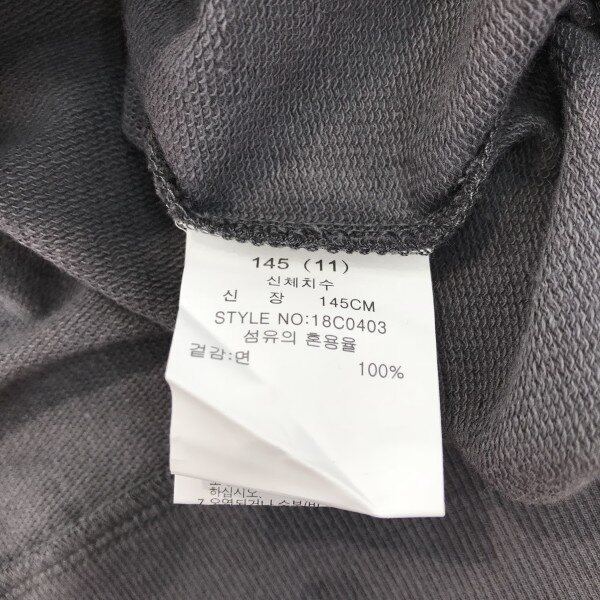 145 (11)
신체치수
신 장 145CM
STYLE NO:18C0403
섬유의 혼용율
겉감:면 100%
하십시오.